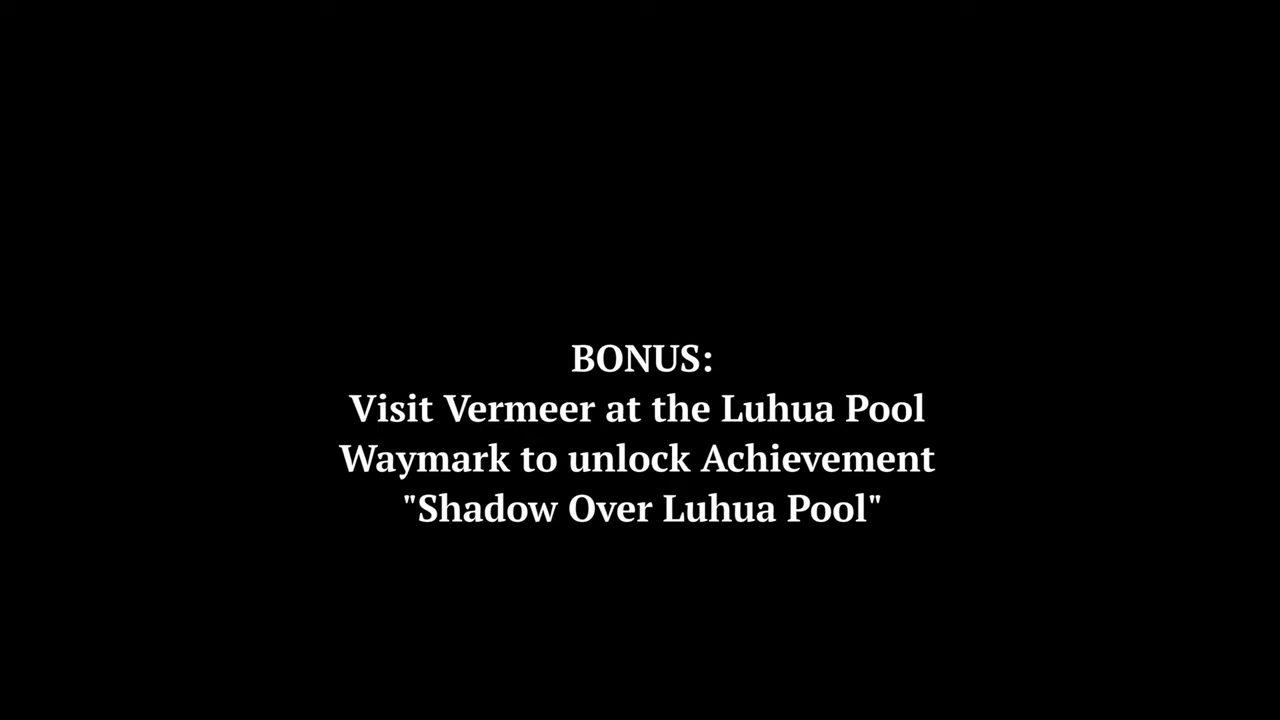 BONUS:
Visit Vermeer at the Luhua Pool
Waymark to unlock Achievement
"Shadow Over Luhua Pool"